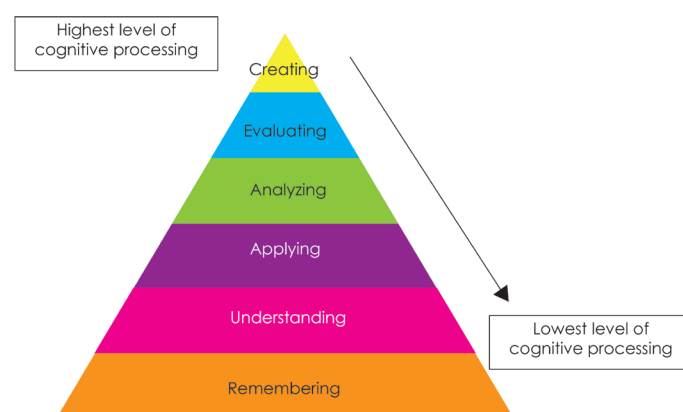 Highest level of
cognitive processing
Creating
Evaluating
Analyzing
Applying
Understanding
Lowest level of
cognitive processing
Remembering